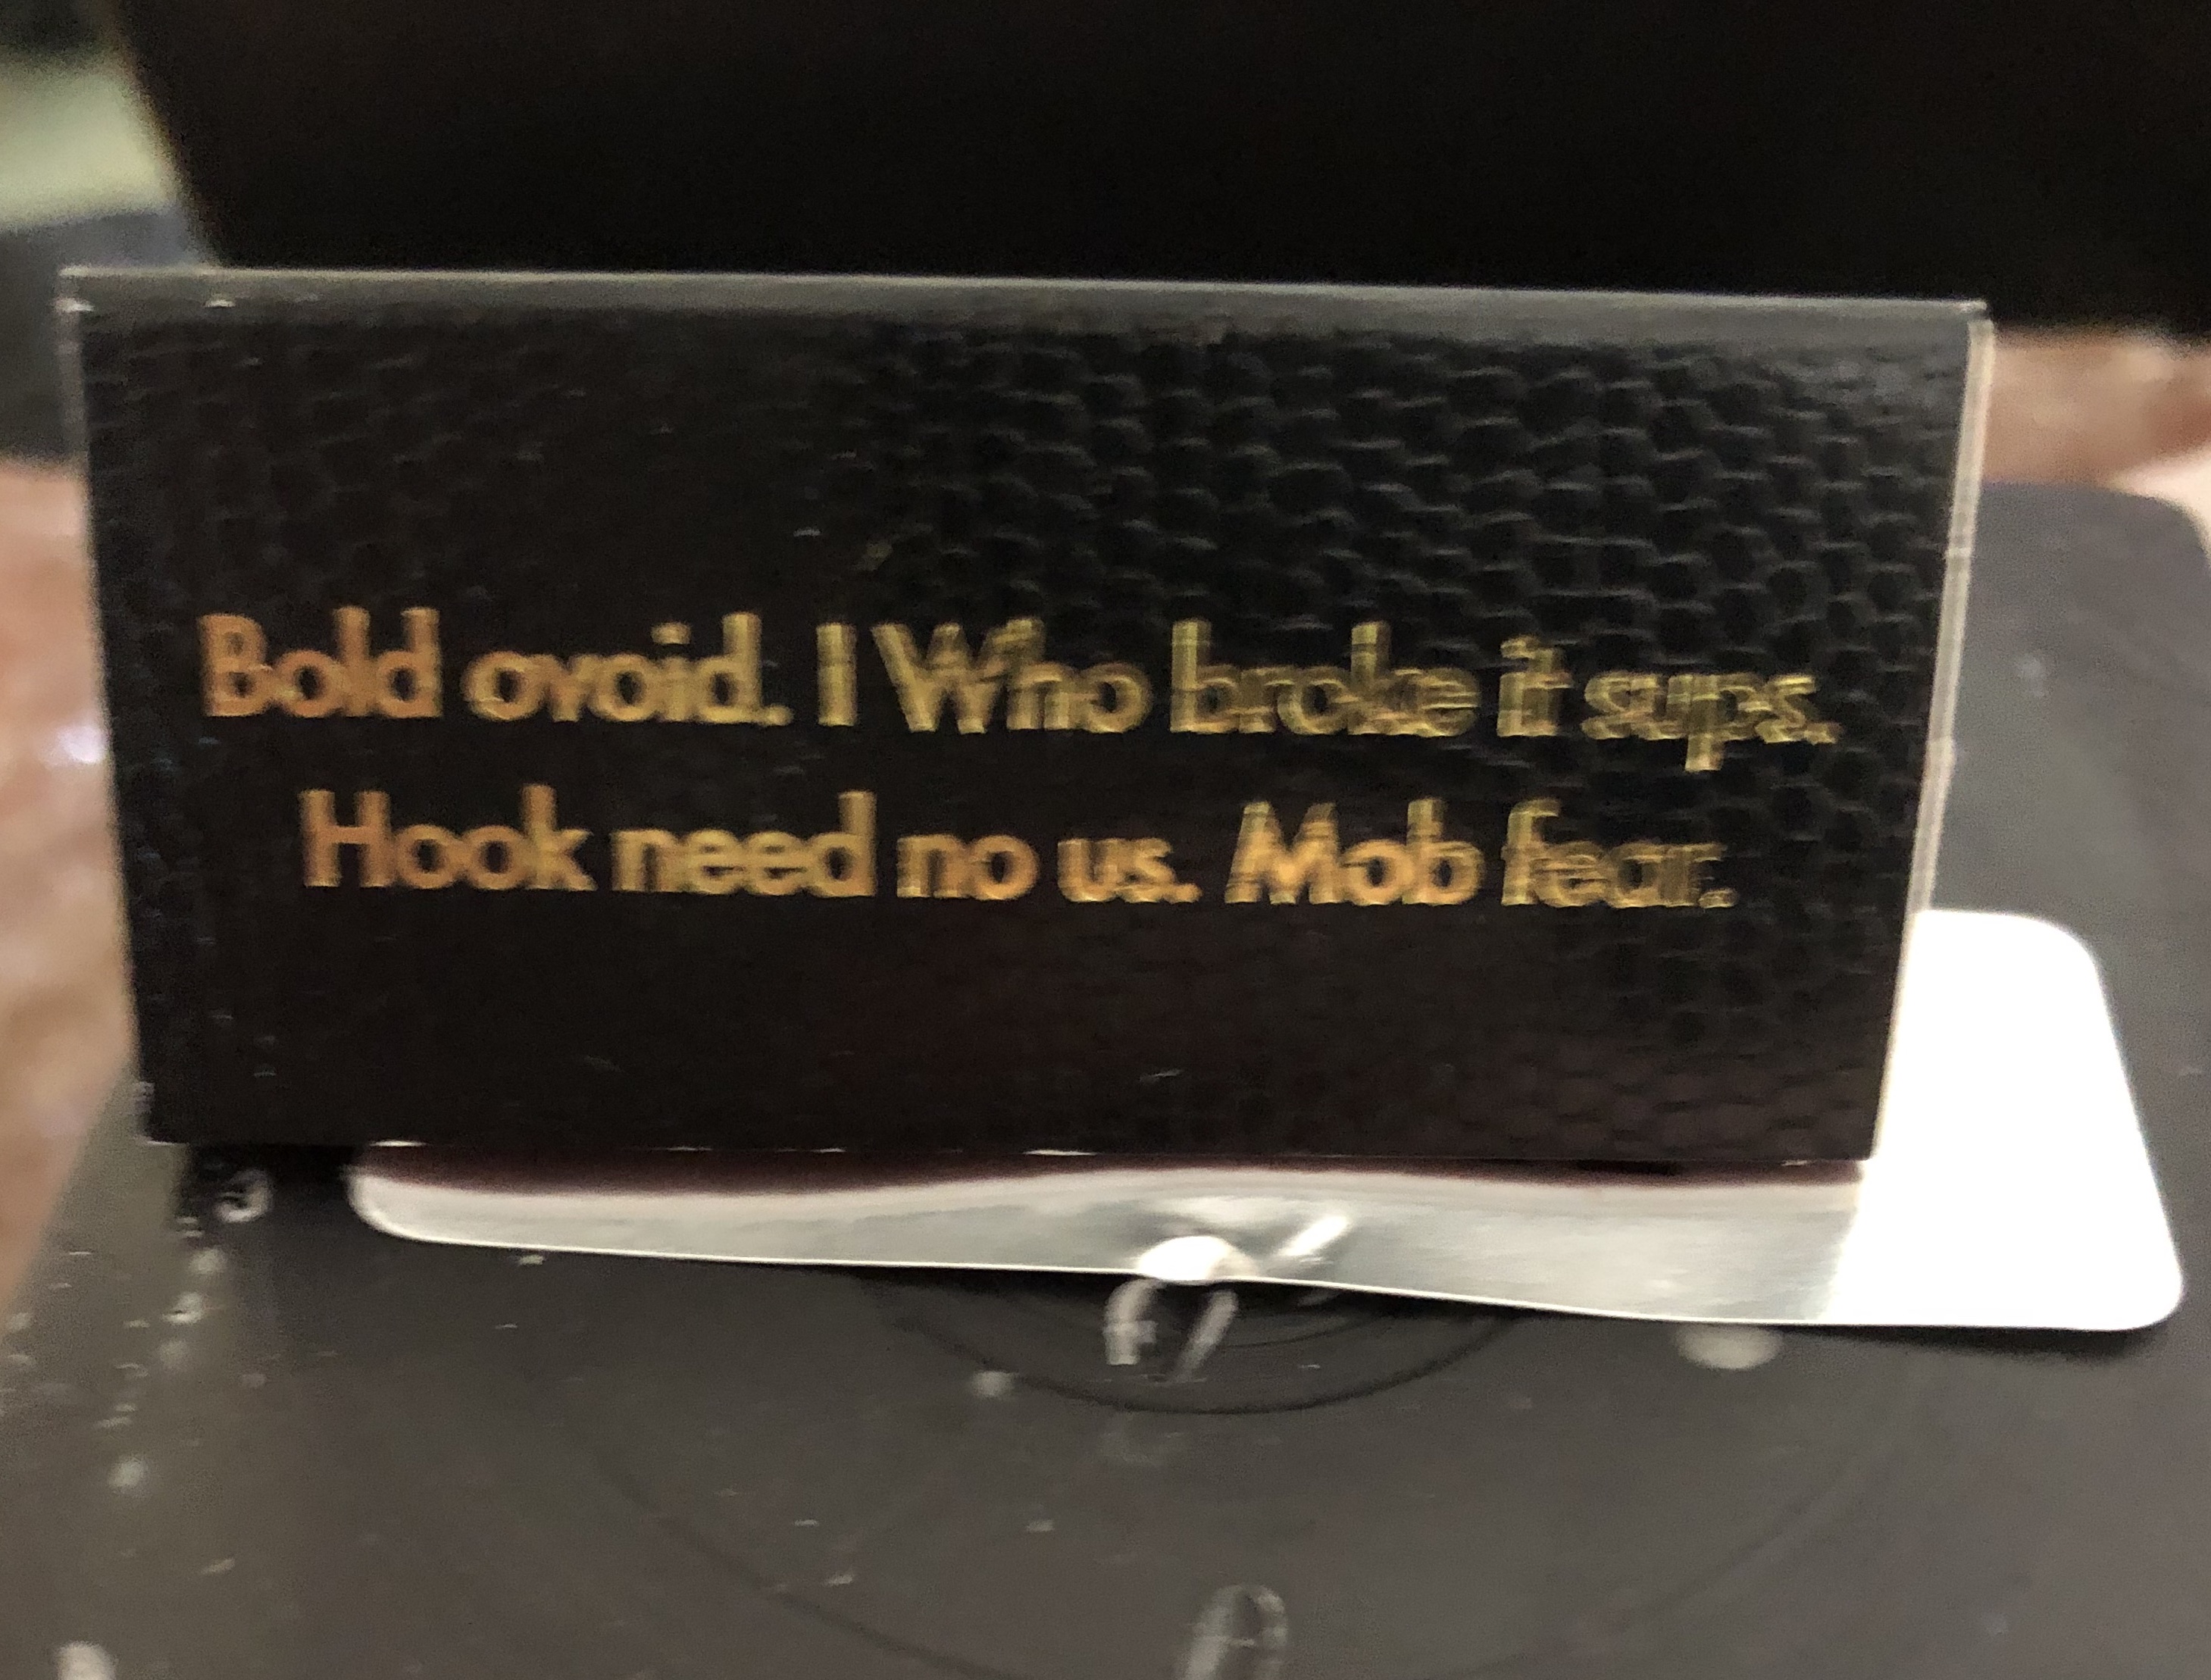 Bold ovoid. I Who broke it sups.
Hook need no us. Mob fear.